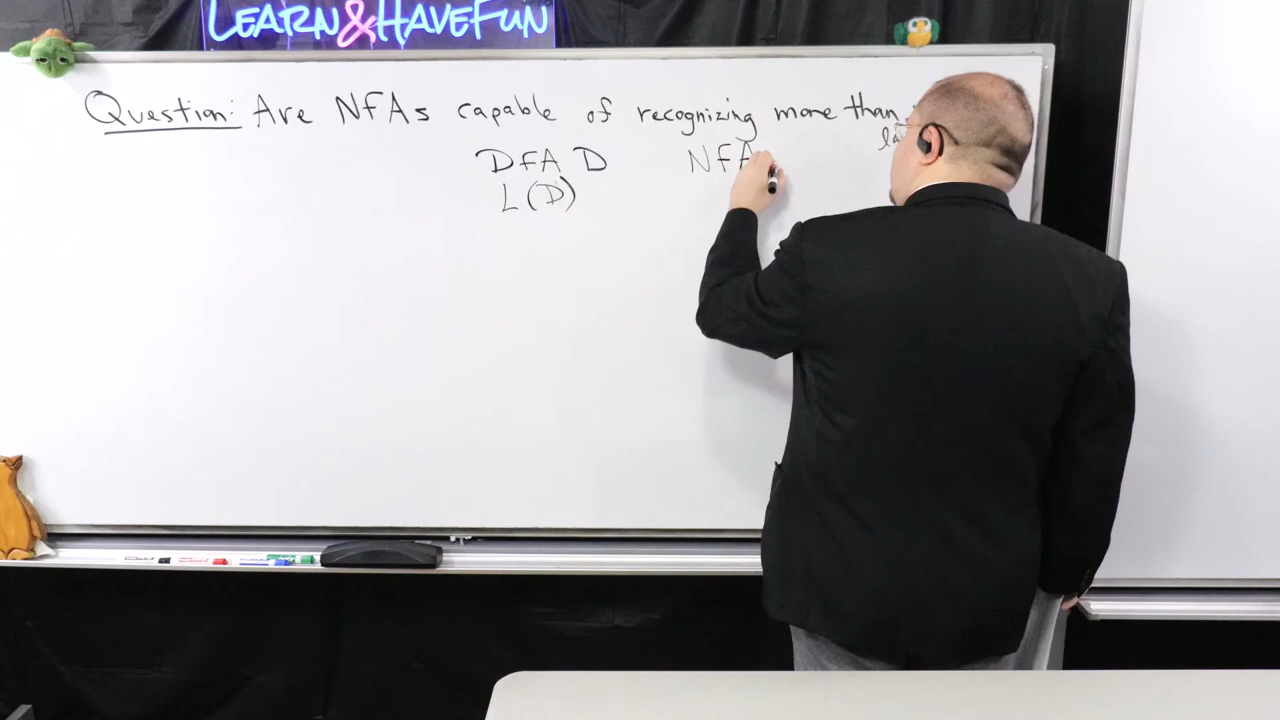 LEARN&HAVEFUN
Question: Are NFAs capable of recognizing more than
DFA D NFA
L(D)